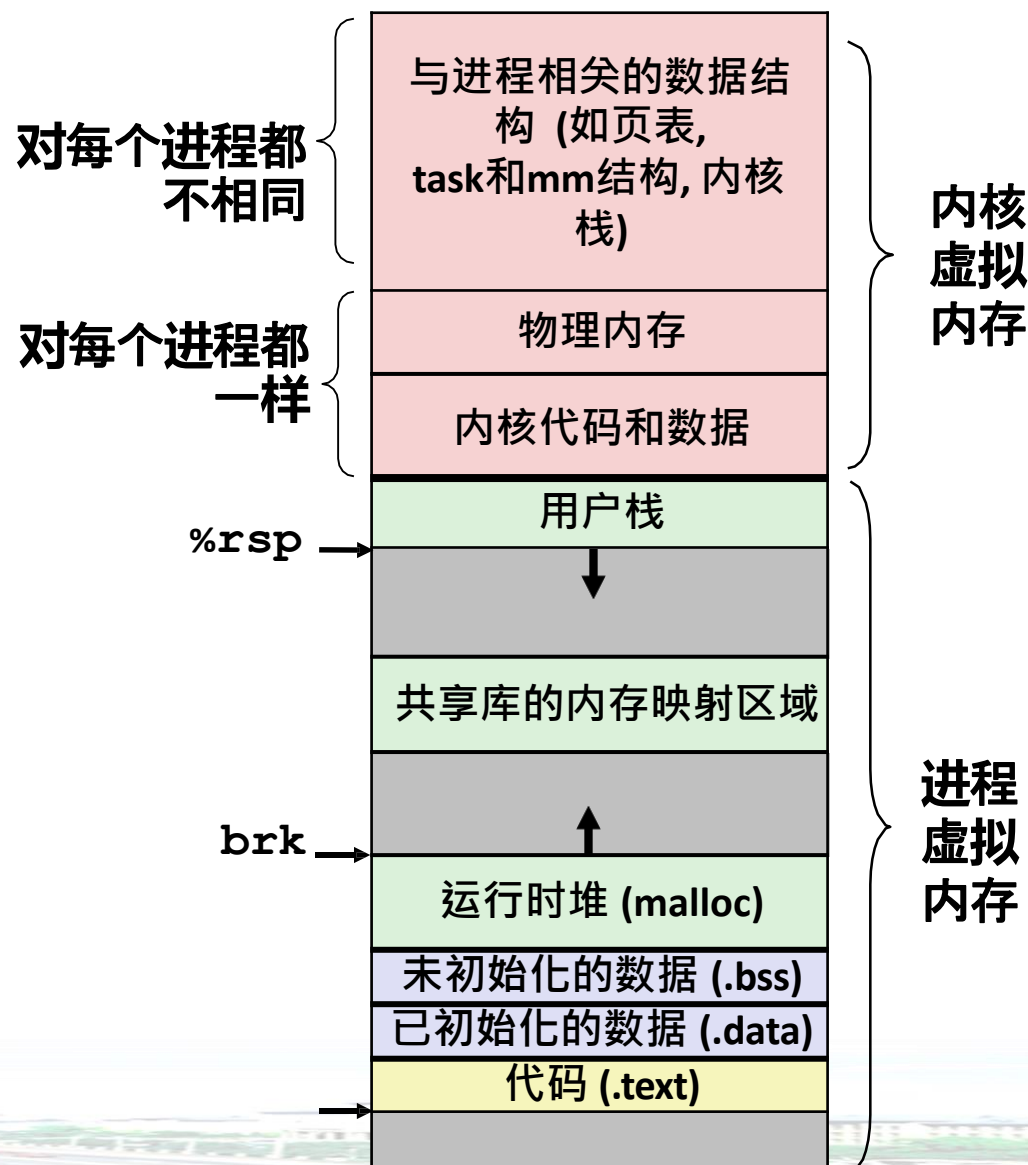 与进程相关的数据结
构 (如页表,
task和mm结构, 内核
栈)
对每个进程都
不相同
内核
虚拟
内存
物理内存
对每个进程都
一样
内核代码和数据
用户栈
%rsp
共享库的内存映射区域
进程
虚拟
内存
brk
运行时堆 (malloc)
未初始化的数据 (.bss)
已初始化的数据 (.data)
代码 (.text)